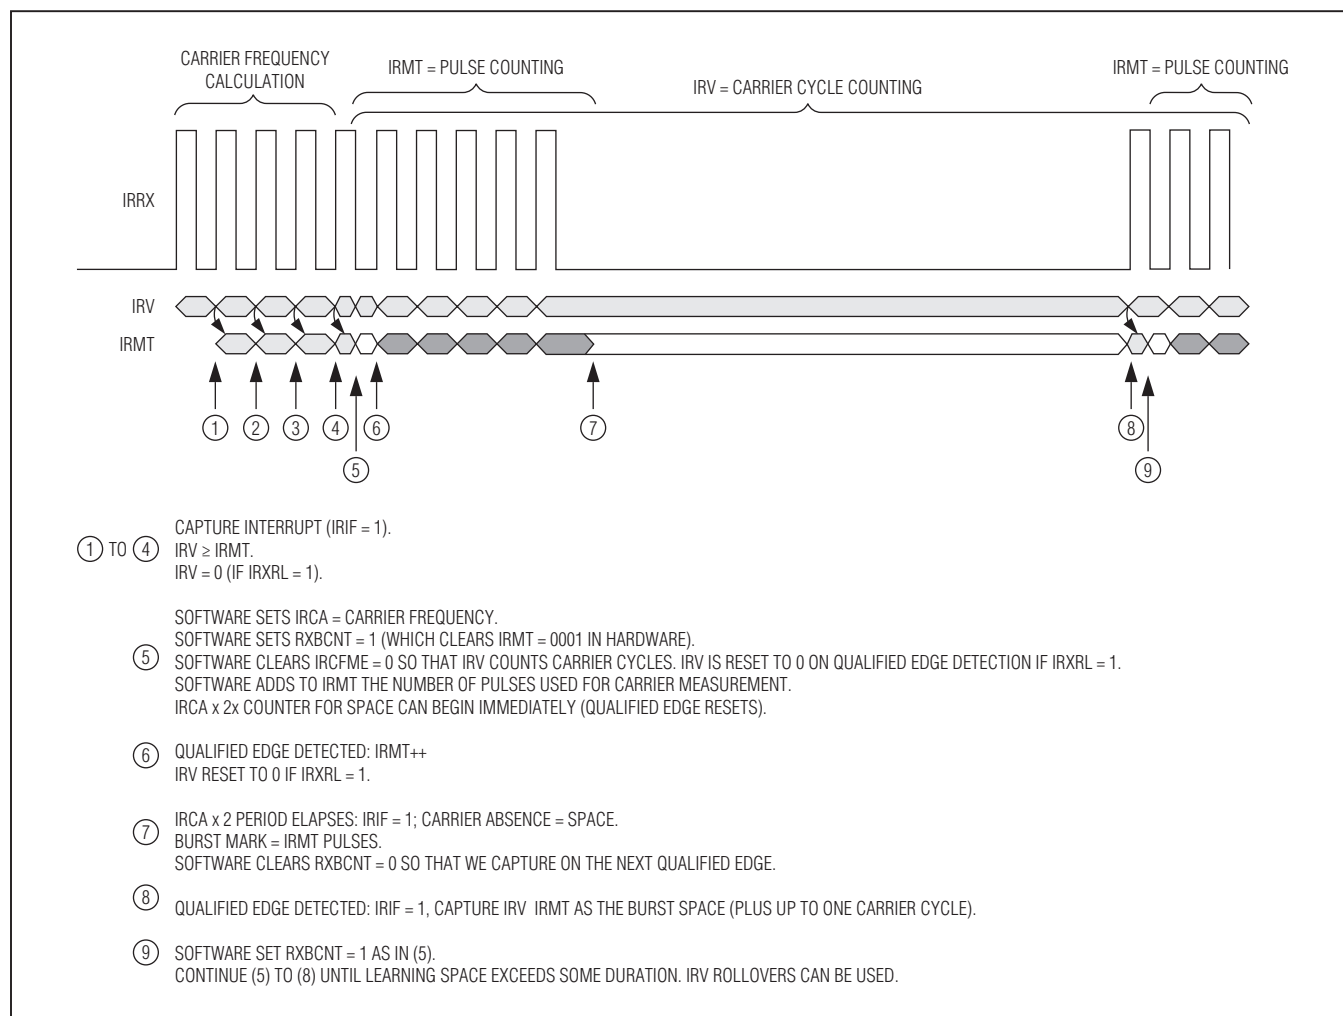 CARRIER FREQUENCY
CALCULATION
IRMT = PULSE COUNTING
IRV = CARRIER CYCLE COUNTING
IRMT = PULSE COUNTING
IRRX
IRV
IRMT
1 2 3 4 6 7 8
5 9
1 TO 4
CAPTURE INTERRUPT (IRIF = 1).
IRV ≥ IRMT.
IRV = 0 (IF IRXRL = 1).
5
SOFTWARE SETS IRCA = CARRIER FREQUENCY.
SOFTWARE SETS RXBCNT = 1 (WHICH CLEARS IRMT = 0001 IN HARDWARE).
SOFTWARE CLEARS IRCFME = 0 SO THAT IRV COUNTS CARRIER CYCLES. IRV IS RESET TO 0 ON QUALIFIED EDGE DETECTION IF IRXRL = 1.
SOFTWARE ADDS TO IRMT THE NUMBER OF PULSES USED FOR CARRIER MEASUREMENT.
IRCA x 2x COUNTER FOR SPACE CAN BEGIN IMMEDIATELY (QUALIFIED EDGE RESETS).
6 QUALIFIED EDGE DETECTED: IRMT++
IRV RESET TO 0 IF IRXRL = 1.
7
IRCA x 2 PERIOD ELAPSES: IRIF = 1; CARRIER ABSENCE = SPACE.
BURST MARK = IRMT PULSES.
SOFTWARE CLEARS RXBCNT = 0 SO THAT WE CAPTURE ON THE NEXT QUALIFIED EDGE.
8 QUALIFIED EDGE DETECTED: IRIF = 1, CAPTURE IRV IRMT AS THE BURST SPACE (PLUS UP TO ONE CARRIER CYCLE).
9 SOFTWARE SET RXBCNT = 1 AS IN (5).
CONTINUE (5) TO (8) UNTIL LEARNING SPACE EXCEEDS SOME DURATION. IRV ROLLOVERS CAN BE USED.